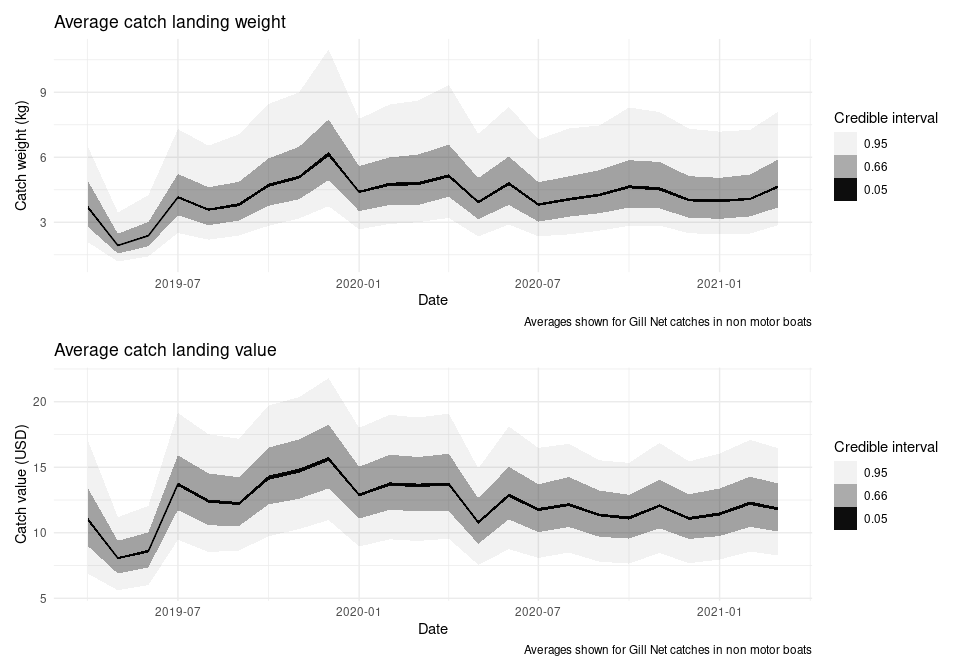 Average catch landing weight
Catch weight (kg)
9
6
3
2019-07
2020-01
2020-07
2021-01
Date
Credible interval
0.95
0.66
0.05
Averages shown for Gill Net catches in non motor boats
Average catch landing value
Catch value (USD)
20
15
10
5
2019-07
2020-01
2020-07
2021-01
Date
Credible interval
0.95
0.66
0.05
Averages shown for Gill Net catches in non motor boats